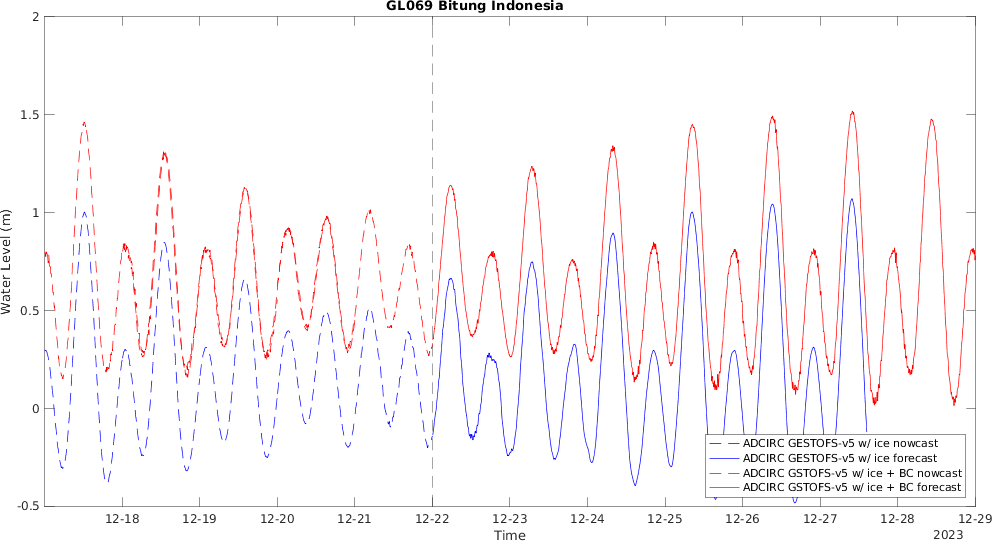 GL069 Bitung Indonesia
2
1.5
1
0.5
0
-0.5
Water Level (m)
12-18
12-19
12-20
12-21
12-22
12-23
12-24
12-25
12-26
12-27
12-28
12-29
Time
2023
ADCIRC GESTOFS-v5 w/ ice nowcast
ADCIRC GESTOFS-v5 w/ ice forecast
ADCIRC GSTOFS-v5 w/ ice + BC nowcast
ADCIRC GSTOFS-v5 w/ ice + BC forecast